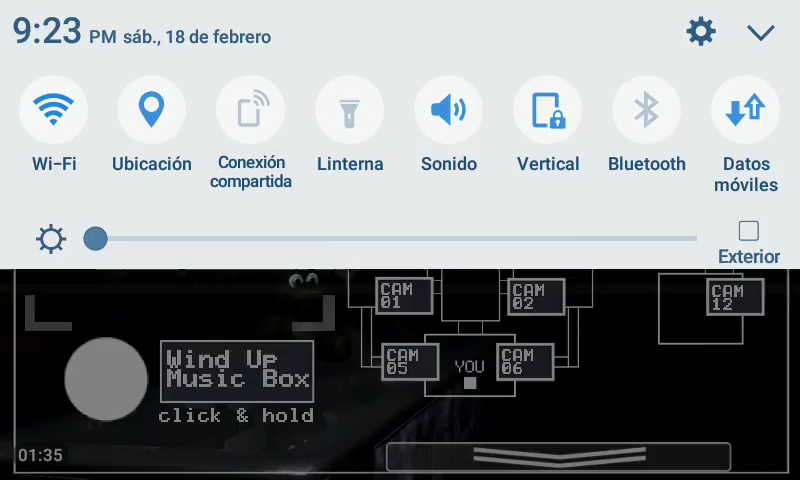 9:23 PM sáb., 18 de febrero
Wi-Fi
Ubicación
Conexión
compartida
Linterna
Sonido
Vertical
Bluetooth
Datos
móviles
Exterior
CAM
01
CAM
02
CAM
12
Wind Up
Music Box
CAM
05
YOU
CAM
06
click & hold
01:35